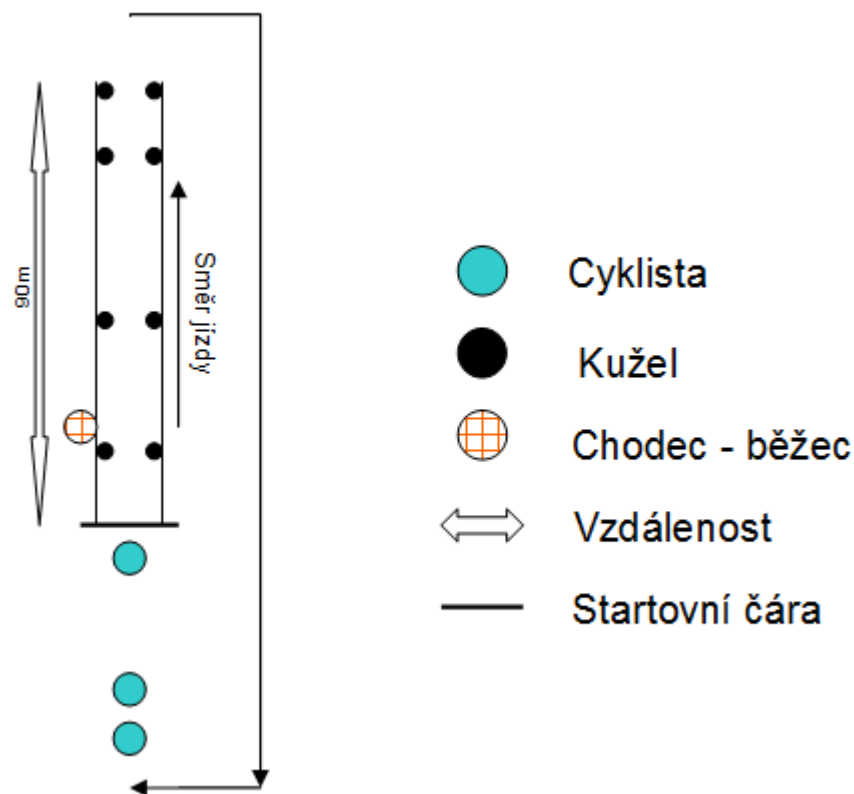 90m
Směr jízdy
Cyklista
Kužel
Chodec - běžec
Vzdálenost
Startovní čára